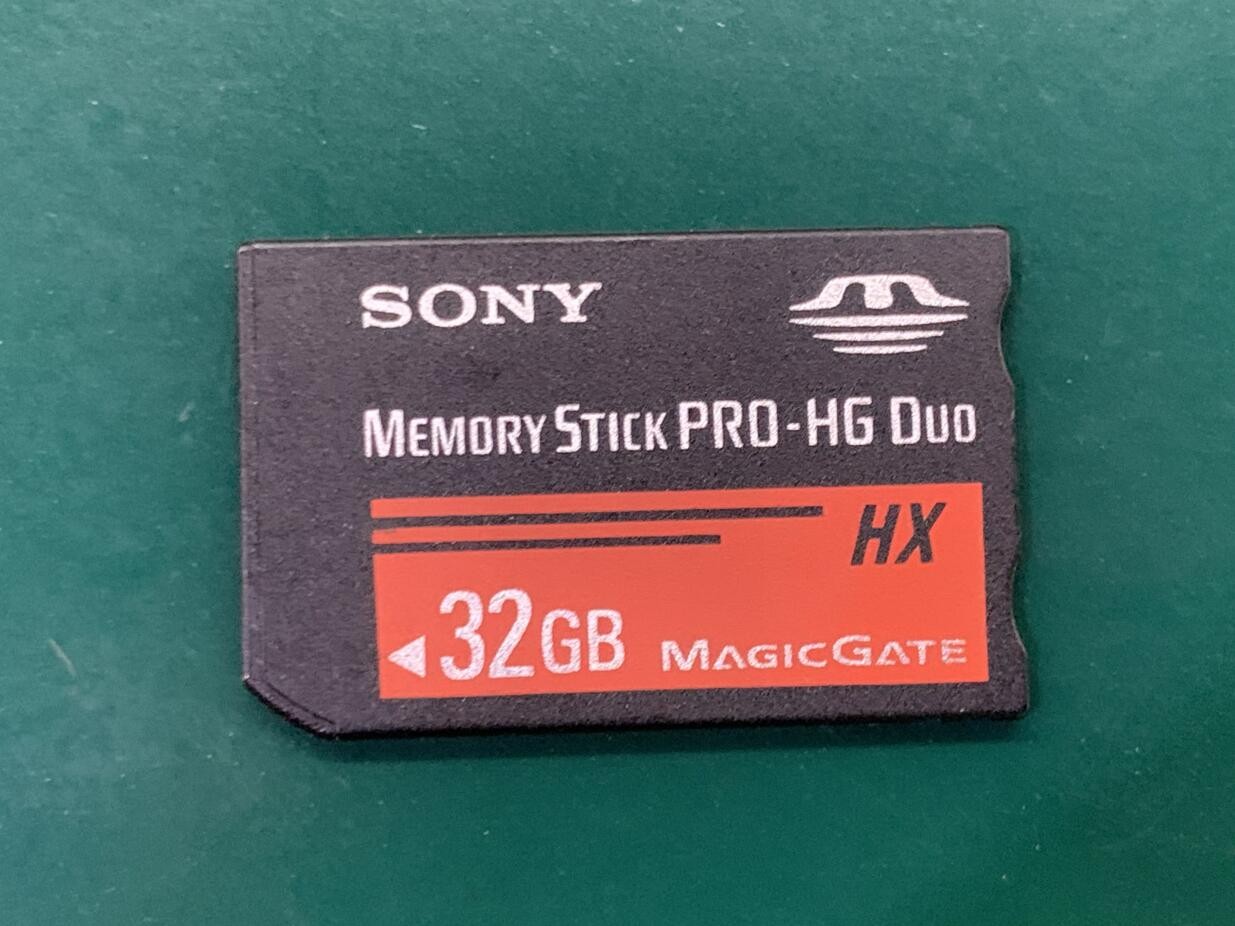 SONY
MEMORY STICK PRO-HG DUO
HX
32GB MAGICGATE